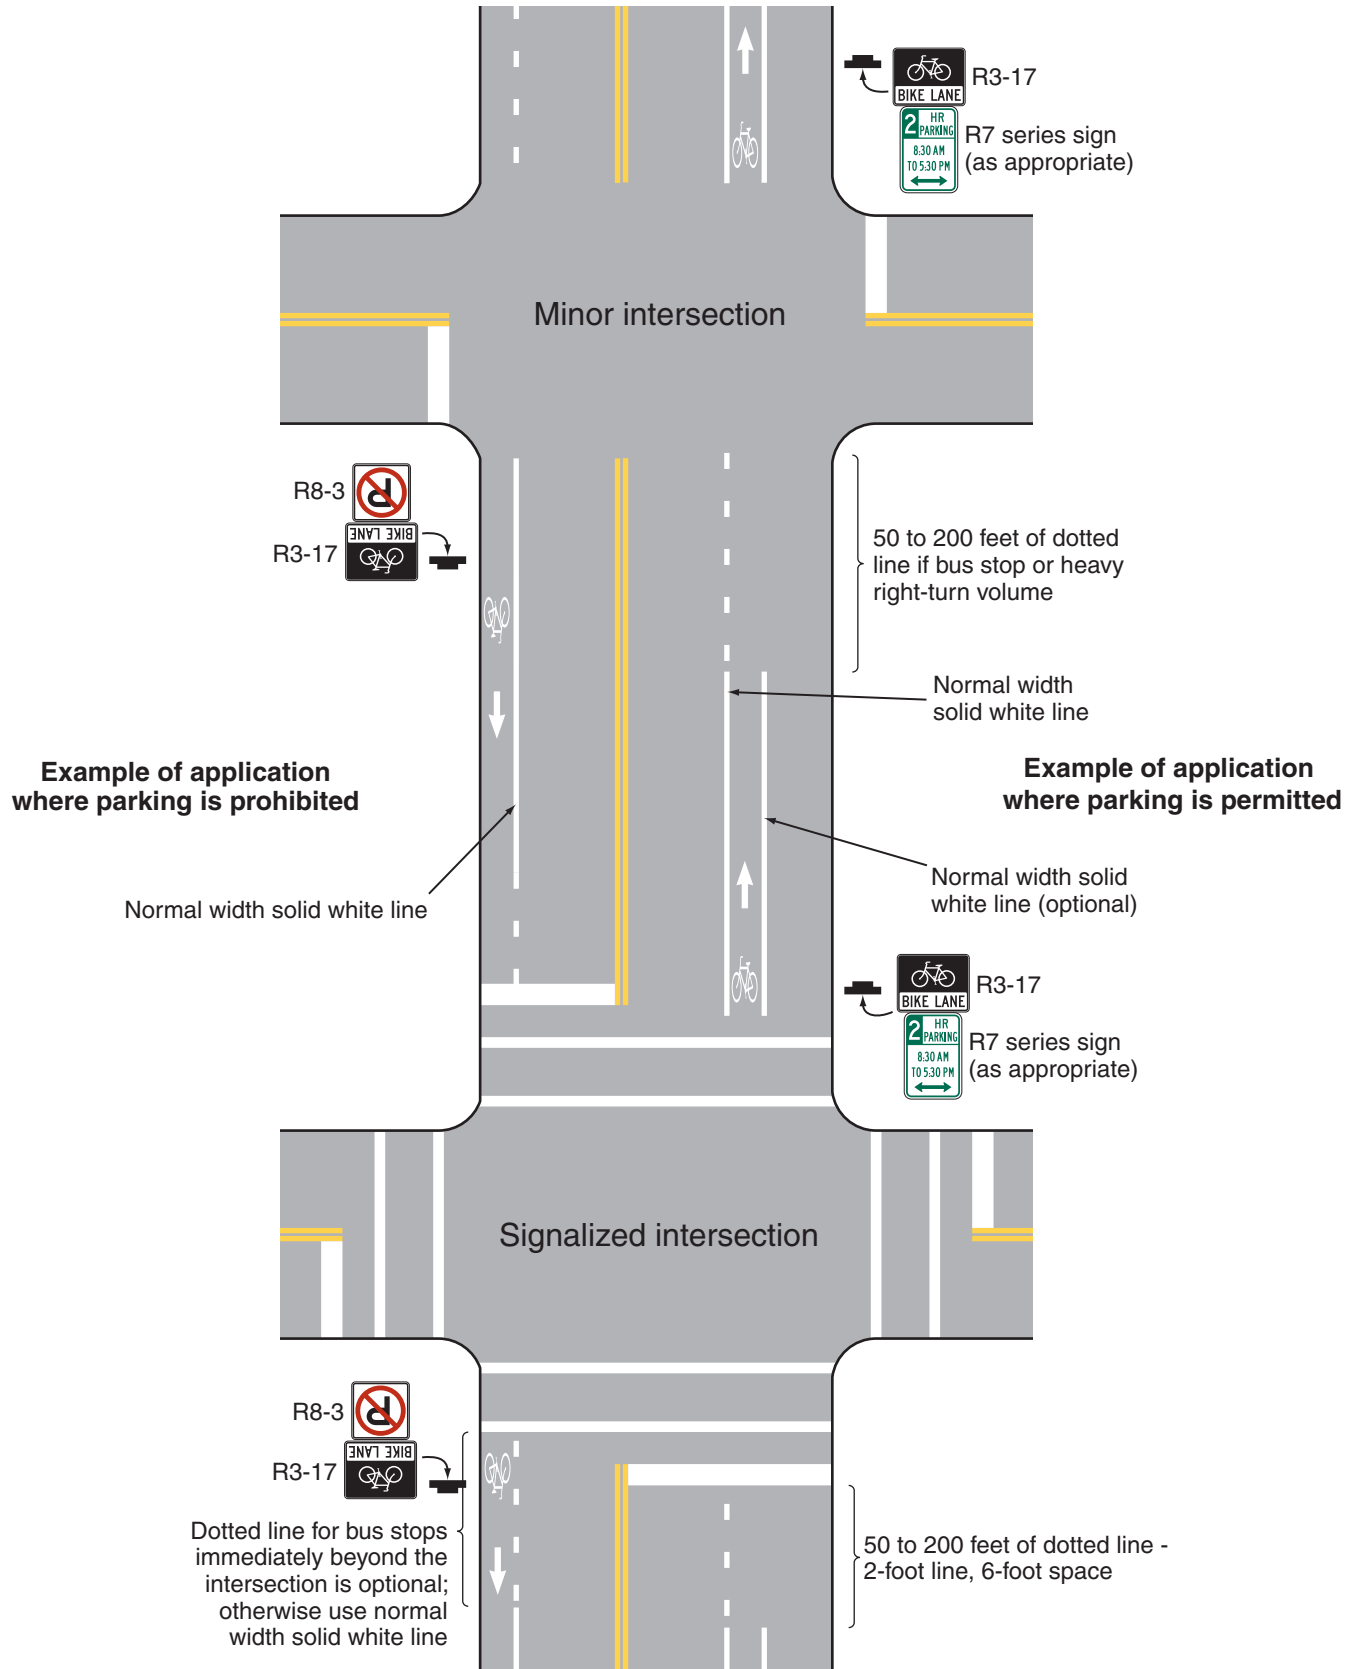 R3-17
BIKE LANE
2 HR
PARKING
8:30 AM
TO 5:30 PM
R7 series sign
(as appropriate)
Minor intersection
R8-3
P
R3-17
BIKE LANE
50 to 200 feet of dotted
line if bus stop or heavy
right-turn volume
Normal width
solid white line
Example of application
where parking is prohibited
Example of application
where parking is permitted
Normal width solid white line
Normal width solid
white line (optional)
R3-17
BIKE LANE
2 HR
PARKING
8:30 AM
TO 5:30 PM
R7 series sign
(as appropriate)
Signalized intersection
R8-3
P
R3-17
BIKE LANE
Dotted line for bus stops
immediately beyond the
intersection is optional;
otherwise use normal
width solid white line
50 to 200 feet of dotted line -
2-foot line, 6-foot space